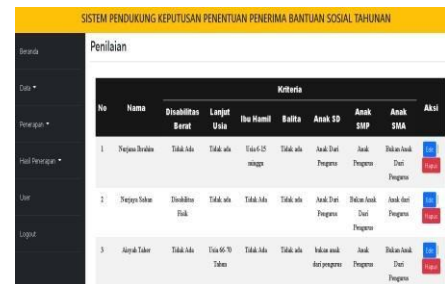 SISTEM PENDUKUNG KEPUTUSAN PENENTUAN PENERIMA BANTUAN SOSIAL TAHUNAN
Beranda
Data
Penerapan
Hasil Penerapan
User
Logout
Penilaian
Kriteria
No Nama Disabilitas Berat Lanjut Usia Ibu Hamil Balita Anak SD Anak SMP Anak SMA Aksi
1 Nurjana Ibrahim Tidak Ada Tidak ada Usia 6-15 minggu Tidak ada Anak Dari Pengurus Anak Pengurus Bukan Anak Dari Pengurus Edit Hapus
2 Nurjaya Saban Disabilitas Fisik Tidak ada Tidak Ada Tidak ada Anak Dari Pengurus Bukan Anak Dari Pengurus Anak dari Pengurus Edit Hapus
3 Aisyah Taher Tidak Ada Usia 66-70 Tahun Tidak Ada Tidak ada bukan anak dari pengurus Anak Pengurus Bukan Anak Dari Pengurus Edit Hapus